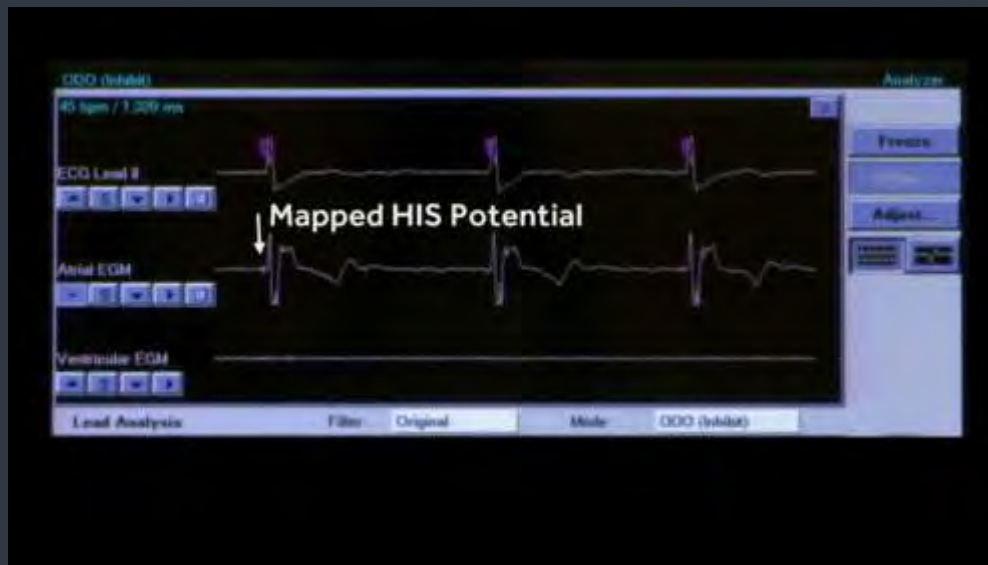 ODO (Inhibit)
Analyzer
45 bpm / 1,320 ms
Freeze
ECG Lead II
Adjust...
Mapped HIS Potential
Atrial EGM
Ventricular EGM
Lead Analysis
Filter
Original
Mode
ODO (Inhibit)